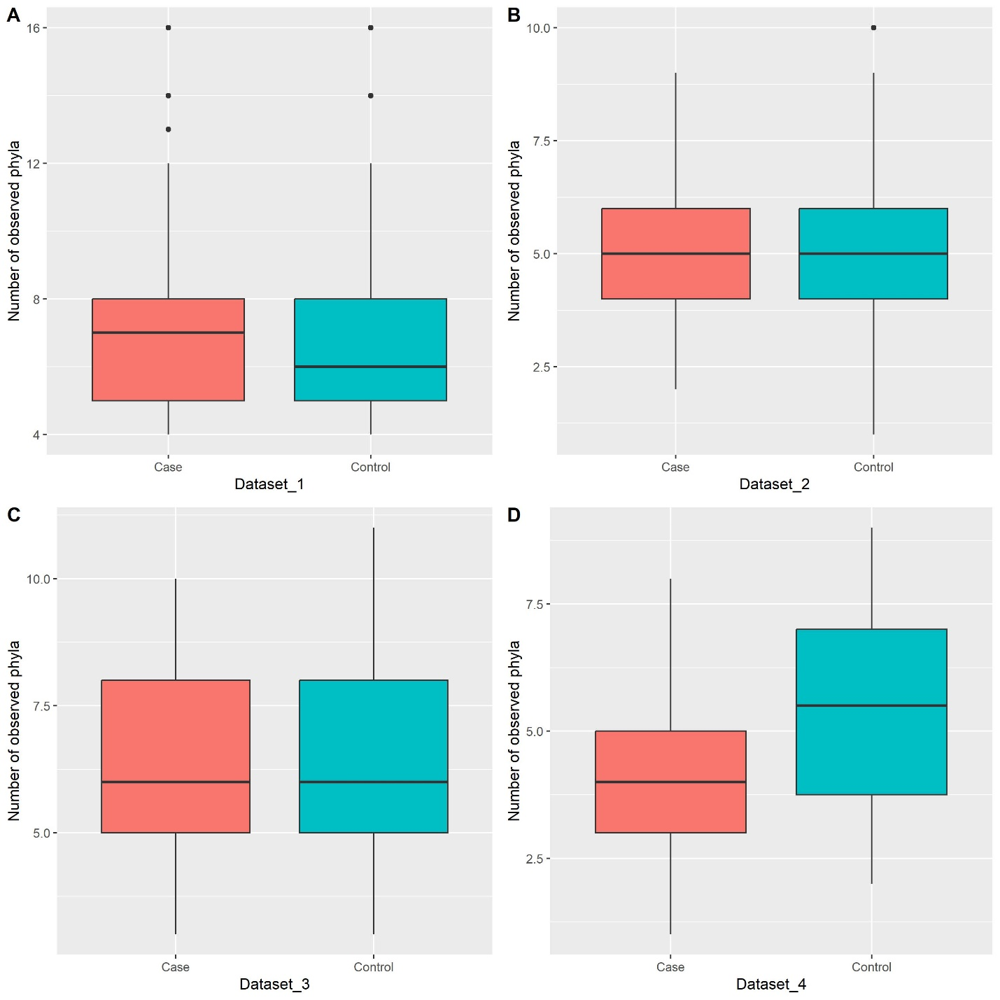 A
Number of observed phyla
16
12
8
4
Case
Control
Dataset_1
B
Number of observed phyla
10.0
7.5
5.0
2.5
Case
Control
Dataset_2
C
Number of observed phyla
10.0
7.5
5.0
Case
Control
Dataset_3
D
Number of observed phyla
7.5
5.0
2.5
Case
Control
Dataset_4